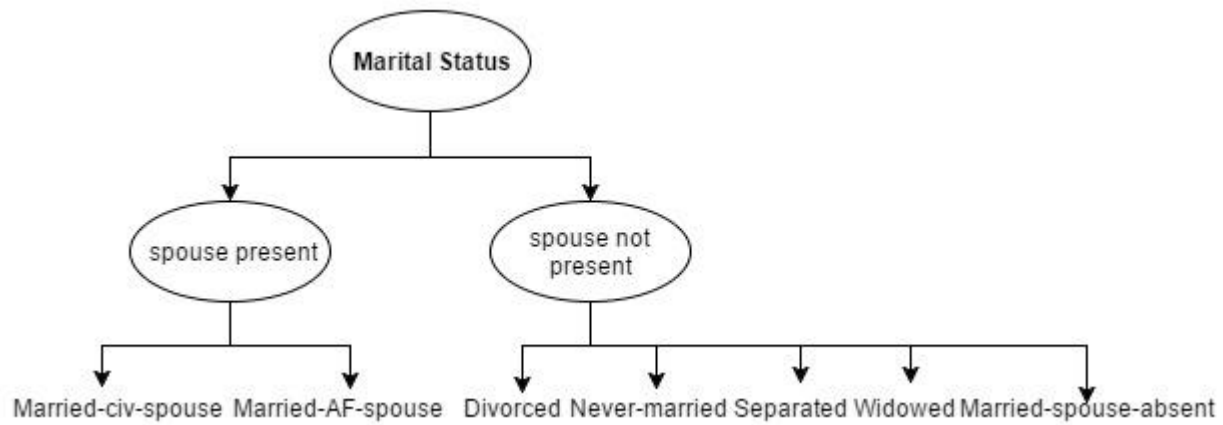 Marital Status
spouse present
spouse not
present
Married-civ-spouse Married-AF-spouse Divorced Never-married Separated Widowed Married-spouse-absent